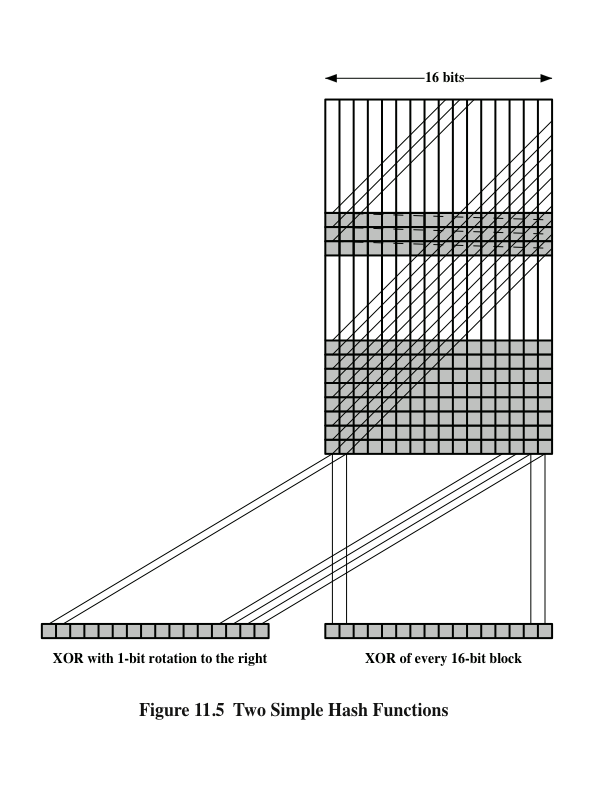 16 bits
XOR with 1-bit rotation to the right
XOR of every 16-bit block
Figure 11.5 Two Simple Hash Functions